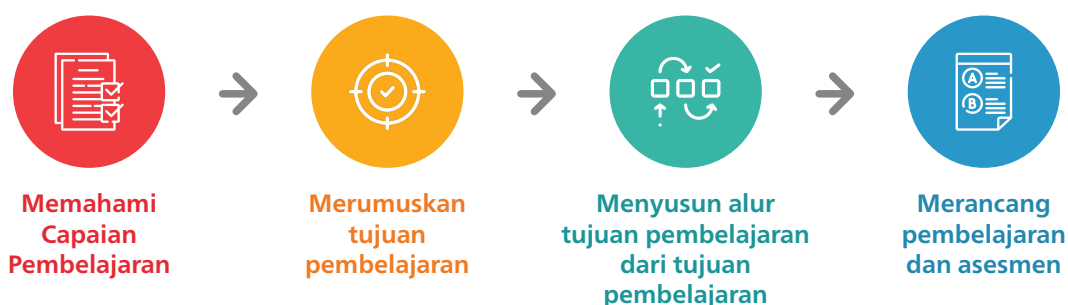 A
B
Memahami
Capaian
Pembelajaran
Merumuskan
tujuan
pembelajaran
Menyusun alur
tujuan pembelajaran
dari tujuan
pembelajaran
Merancang
pembelajaran
dan asesmen